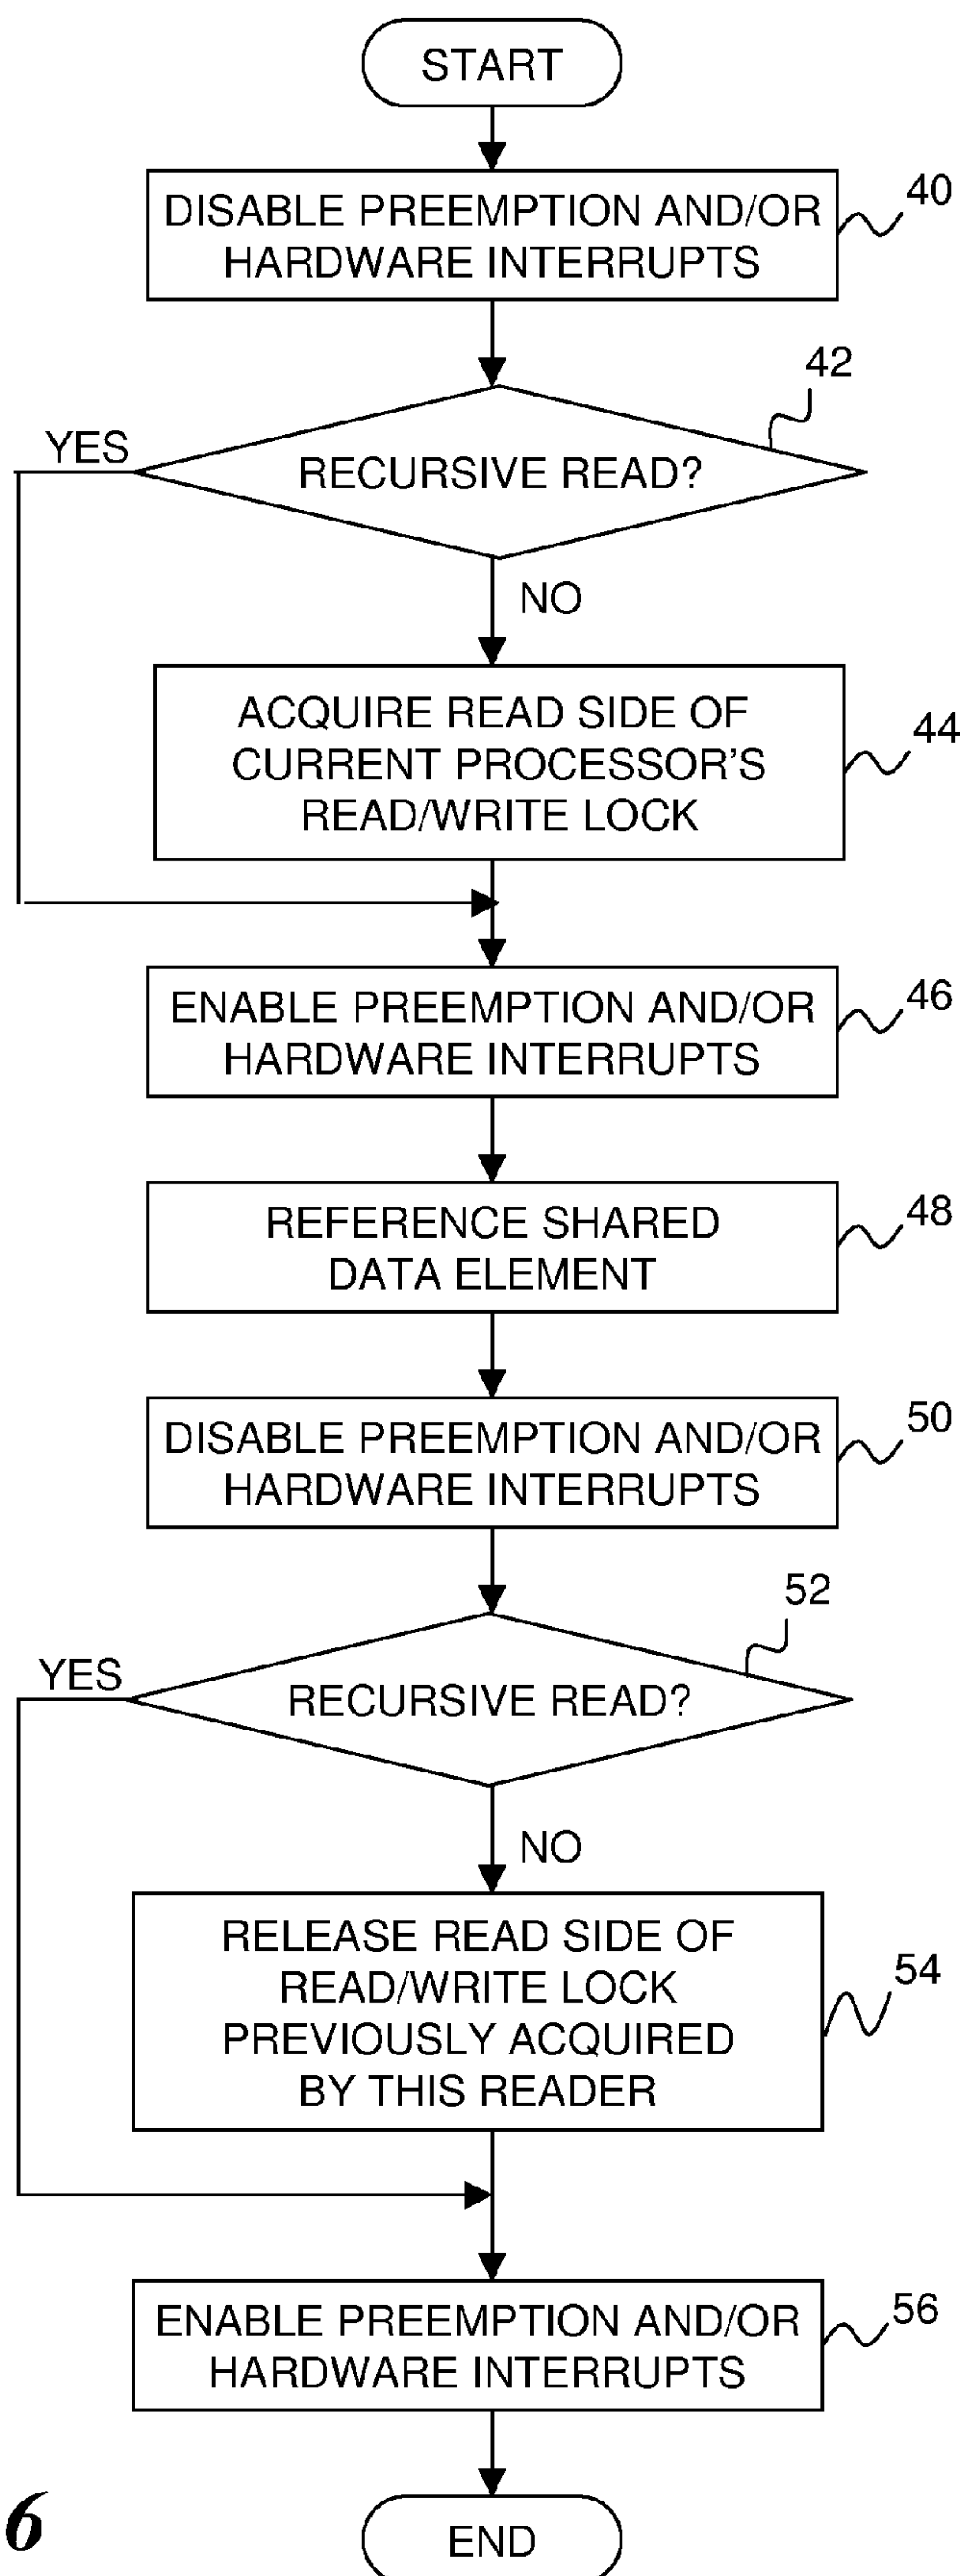 START
DISABLE PREEMPTION AND/OR
HARDWARE INTERRUPTS
40
42
YES
RECURSIVE READ?
NO
ACQUIRE READ SIDE OF
CURRENT PROCESSOR'S
READ/WRITE LOCK
44
ENABLE PREEMPTION AND/OR
HARDWARE INTERRUPTS
46
REFERENCE SHARED
DATA ELEMENT
48
DISABLE PREEMPTION AND/OR
HARDWARE INTERRUPTS
50
52
YES
RECURSIVE READ?
NO
RELEASE READ SIDE OF
READ/WRITE LOCK
PREVIOUSLY ACQUIRED
BY THIS READER
54
ENABLE PREEMPTION AND/OR
HARDWARE INTERRUPTS
56
6
END